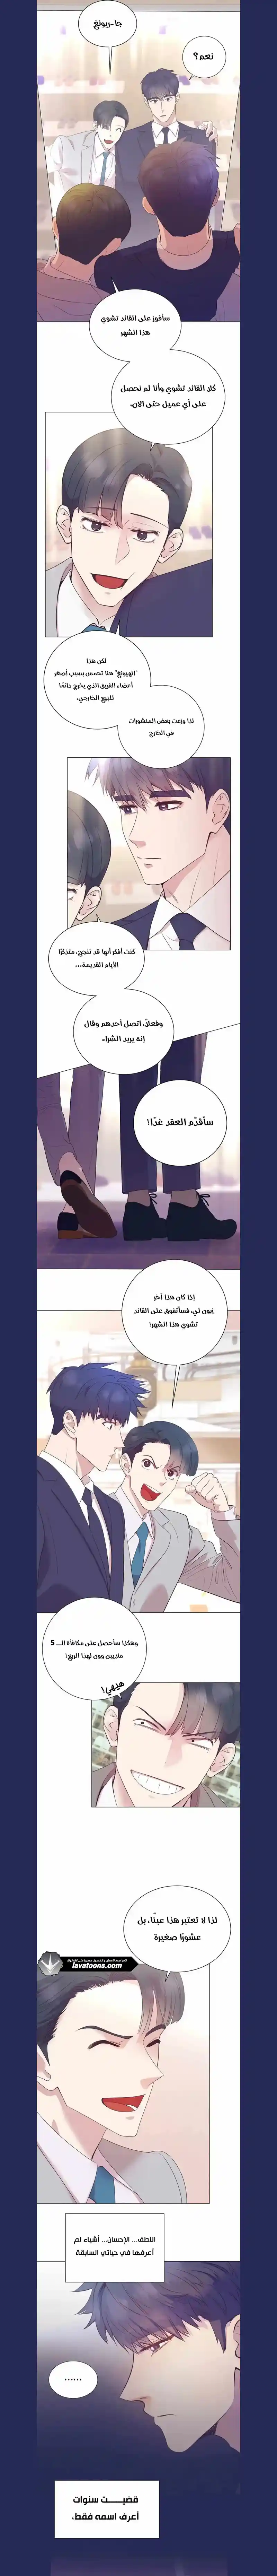 جا-ريونغ
نعم؟
سأفوز على القائد تشوي
هذا الشهر
كلا القائد تشوي وأنا لم نحصل
على أي عميل حتى الآن،
لكن هذا
"الهيونغ" هنا تحمس بسبب أصغر
أعضاء الفريق الذي يخرج دائمًا
للبيع الخارجي،
لذا وزعت بعض المنشورات
في الخارج
كنت أفكر أنها قد تنجح، متذكرًا
الأيام القديمة...
وفعلاً، اتصل أحدهم وقال
إنه يريد الشراء
سأقدّم العقد غدًا!
إذا كان هذا آخر
زبون لي، فسأتفوق على القائد
تشوي هذا الشهر!
وهكذا سأحصل على مكافأة الـــ 5
ملايين وون لهذا الربع!
هيهي!
لذا لا تعتبر هذا عبئًا، بل
عشورًا صغيرة
lavatoons.com
اللطف... الإحسان... أشياء لم
أعرفها في حياتي السابقة
......
قضيـــــت سنوات
أعرف اسمه فقط،